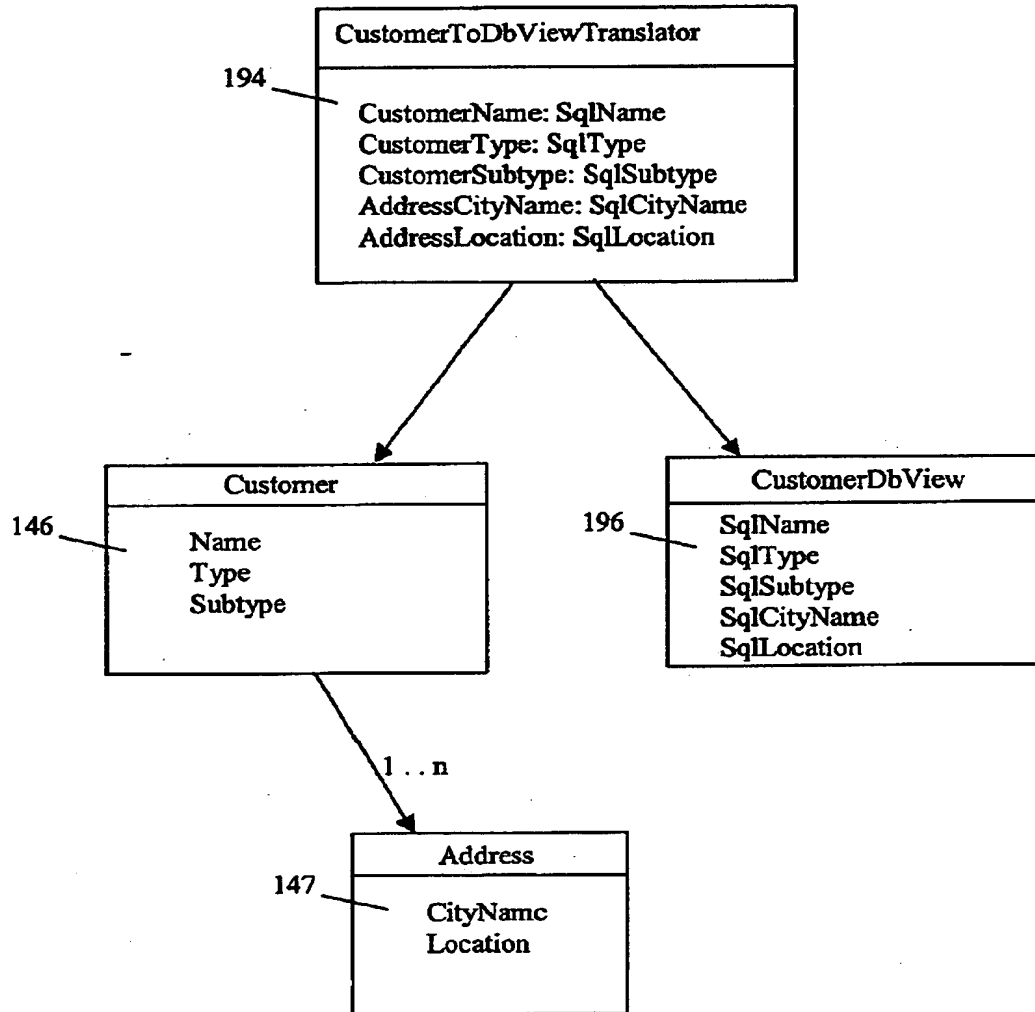 CustomerToDbViewTranslator
194
CustomerName: SqlName
CustomerType: SqlType
CustomerSubtype: SqlSubtype
AddressCityName: SqlCityName
AddressLocation: SqlLocation
Customer
146
Name
Type
Subtype
CustomerDbView
196
SqlName
SqlType
SqlSubtype
SqlCityName
SqlLocation
1 . . n
Address
147
CityName
Location